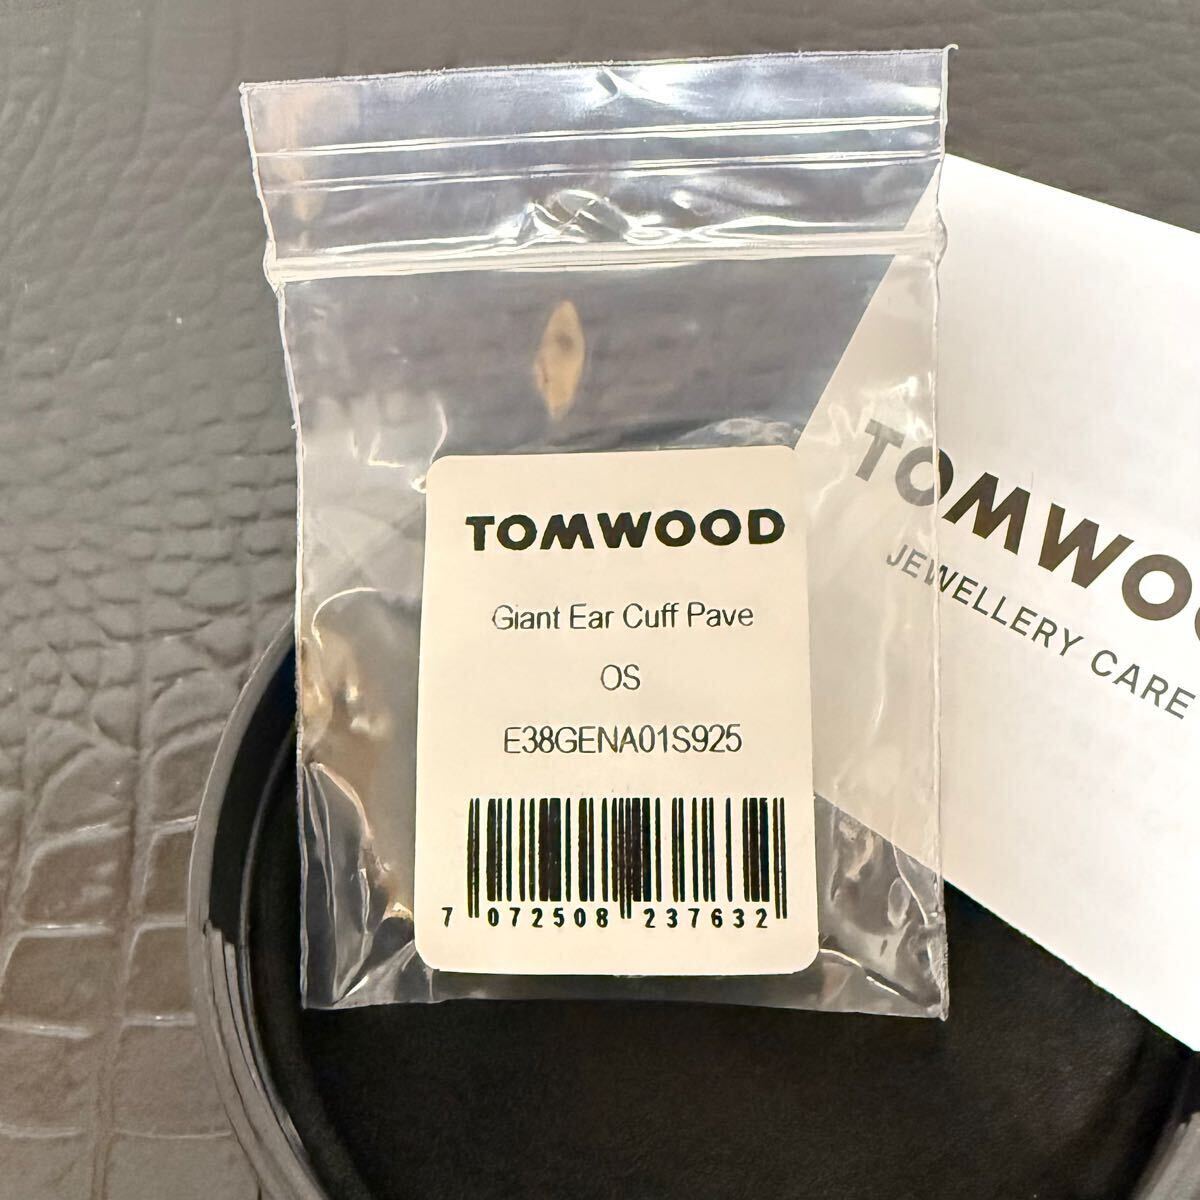 TOMWOOD
Giant Ear Cuff Pave
OS
E38GENA01S925
7 072508 237632
TOMWOO
JEWELLERY CARE